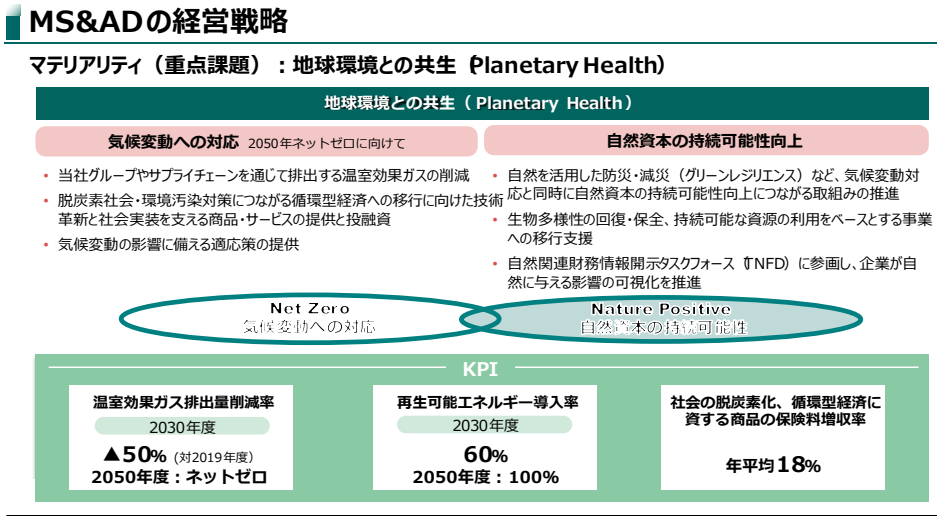 MS&ADの経営戦略
マテリアリティ（重点課題）：地球環境との共生（Planetary Health）
地球環境との共生（Planetary Health）
気候変動への対応 2050年ネットゼロに向けて
• 当社グループやサプライチェーンを通じて排出する温室効果ガスの削減
• 脱炭素社会・環境汚染対策につながる循環型経済への移行に向けた技術
革新と社会実装を支える商品・サービスの提供と投融資
• 気候変動の影響に備える適応策の提供
自然資本の持続可能性向上
• 自然を活用した防災・減災（グリーンレジリエンス）など、気候変動対
応と同時に自然資本の持続可能性向上につながる取組みの推進
• 生物多様性の回復・保全、持続可能な資源の利用をベースとする事業
への移行支援
• 自然関連財務情報開示タスクフォース（TNFD）に参画し、企業が自
然に与える影響の可視化を推進
Net Zero
気候変動への対応
Nature Positive
自然資本の持続可能性
KPI
温室効果ガス排出量削減率
2030年度
▲50%（対2019年度）
2050年度：ネットゼロ
再生可能エネルギー導入率
2030年度
60%
2050年度：100%
社会の脱炭素化、循環型経済に
資する商品の保険料増収率
年平均18%